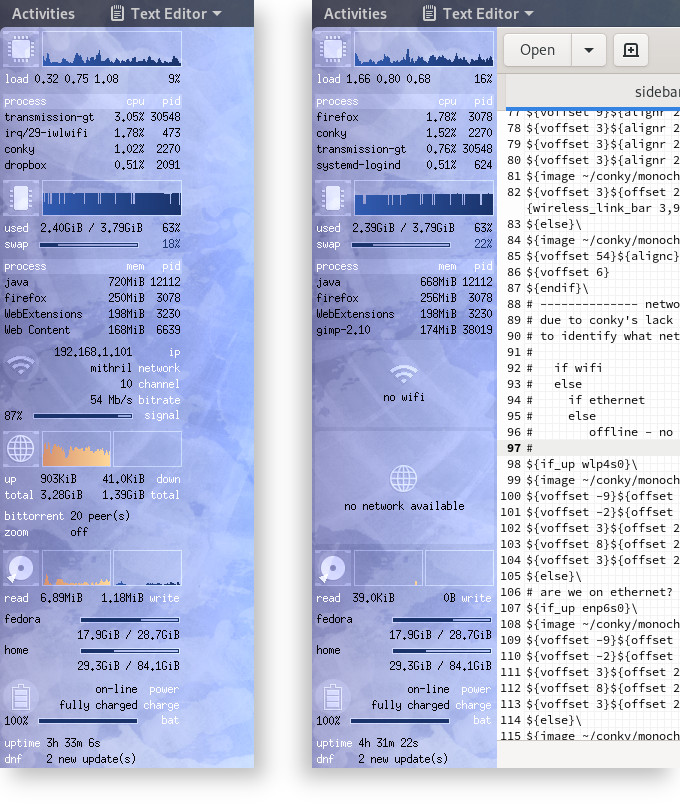 Activities Text Editor
load 0.32 0.75 1.08 9%
process cpu pid
transmission-gt 3.05% 30548
irq/29-iwlwifi 1.78% 473
conky 1.02% 2270
dropbox 0.51% 2091
used 2.40GiB / 3.79GiB 63%
swap 18%
process mem pid
java 720MiB 12112
firefox 250MiB 3078
WebExtensions 198MiB 3230
Web Content 168MiB 6639
192.168.1.101 ip
mithril network
10 channel
54 Mb/s bitrate
87% signal
up 903KiB 41.0KiB down
total 3.28GiB 1.39GiB total
bittorrent 20 peer(s)
zoom off
read 6.89MiB 1.18MiB write
fedora
17.9GiB / 28.7GiB
home
29.3GiB / 84.1GiB
on-line power
fully charged charge
100% bat
uptime 3h 33m 6s
dnf 2 new update(s)
Activities Text Editor
load 1.66 0.80 0.68 16%
process cpu pid
firefox 1.78% 3078
conky 1.52% 2270
transmission-gt 0.76% 30548
systemd-logind 0.51% 624
used 2.39GiB / 3.79GiB 63%
swap 22%
process mem pid
java 668MiB 12112
firefox 256MiB 3078
WebExtensions 198MiB 3230
gimp-2.10 174MiB 38019
no wifi
no network available
read 39.0KiB 0B write
fedora
17.9GiB / 28.7GiB
home
29.3GiB / 84.1GiB
on-line power
fully charged charge
100% bat
uptime 4h 31m 22s
dnf 2 new update(s)
Open
sidebar
77 ${voffset 9}${alignr 2
78 ${voffset 3}${alignr 2
79 ${voffset 3}${alignr 2
80 ${voffset 3}${alignr 2
81 ${image ~/conky/monoch
82 ${voffset 3}${offset 2
{wireless_link_bar 3,9
83 ${else}\
84 ${image ~/conky/monoch
85 ${voffset 54}${alignc}
86 ${voffset 6}
87 ${endif}\
88 # -------------- netwo
89 # due to conky's lack
90 # to identify what net
91 #
92 # if wifi
93 # else
94 # if ethernet
95 # else
96 # offline - no
97 #
98 ${if_up wlp4s0}\
99 ${image ~/conky/monoch
100 ${voffset -9}${offset
101 ${voffset -2}${offset
102 ${voffset 3}${offset 2
103 ${voffset 8}${offset 2
104 ${voffset 3}${offset 2
105 ${else}\
106 # are we on ethernet?
107 ${if_up enp6s0}\
108 ${image ~/conky/monoch
109 ${voffset -9}${offset
110 ${voffset -2}${offset
111 ${voffset 3}${offset 2
112 ${voffset 8}${offset 2
113 ${voffset 3}${offset 2
114 ${else}\
115 ${image ~/conky/monoch